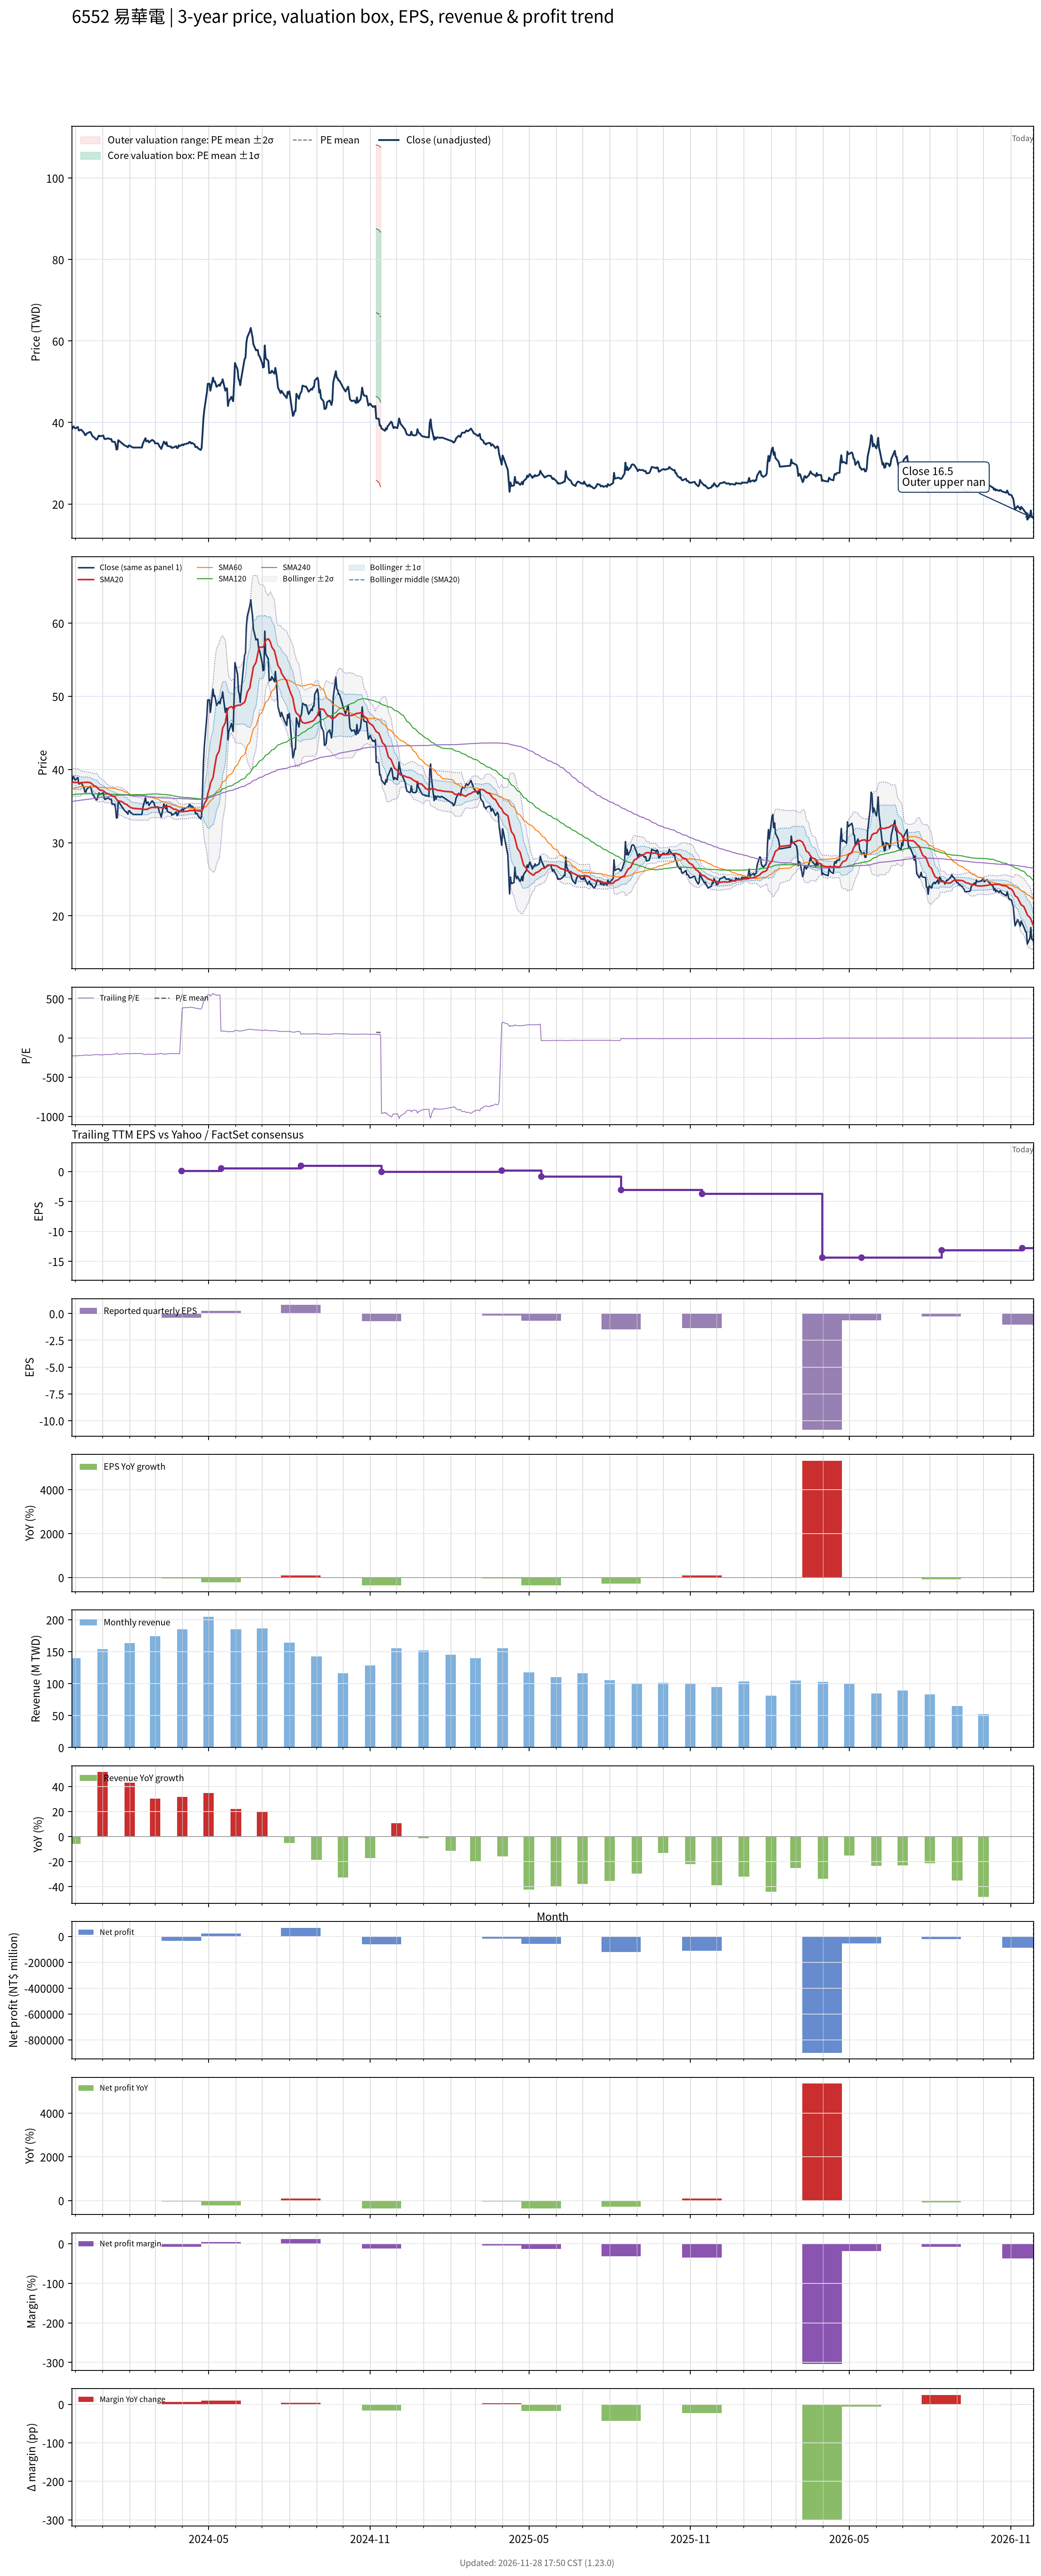 6552 易華電 | 3-year price, valuation box, EPS, revenue & profit trend
Outer valuation range: PE mean ±2σ
PE mean
Close (unadjusted)
Core valuation box: PE mean ±1σ
Today
100
80
60
40
20
Price (TWD)
Close 16.5
Outer upper nan
Close (same as panel 1)
SMA60
SMA240
Bollinger ±1σ
SMA20
SMA120
Bollinger ±2σ
Bollinger middle (SMA20)
60
50
40
30
20
Price
Trailing P/E
P/E mean
500
0
-500
-1000
P/E
Trailing TTM EPS vs Yahoo / FactSet consensus
Today
0
-5
-10
-15
EPS
Reported quarterly EPS
0.0
-2.5
-5.0
-7.5
-10.0
EPS
EPS YoY growth
4000
2000
0
YoY (%)
Monthly revenue
200
150
100
50
0
Revenue (M TWD)
Revenue YoY growth
40
20
0
-20
-40
YoY (%)
Month
Net profit
0
-200000
-400000
-600000
-800000
Net profit (NT$ million)
Net profit YoY
4000
2000
0
YoY (%)
Net profit margin
0
-100
-200
-300
Margin (%)
Margin YoY change
0
-100
-200
-300
Δ margin (pp)
2024-05
2024-11
2025-05
2025-11
2026-05
2026-11
Updated: 2026-11-28 17:50 CST (1.23.0)